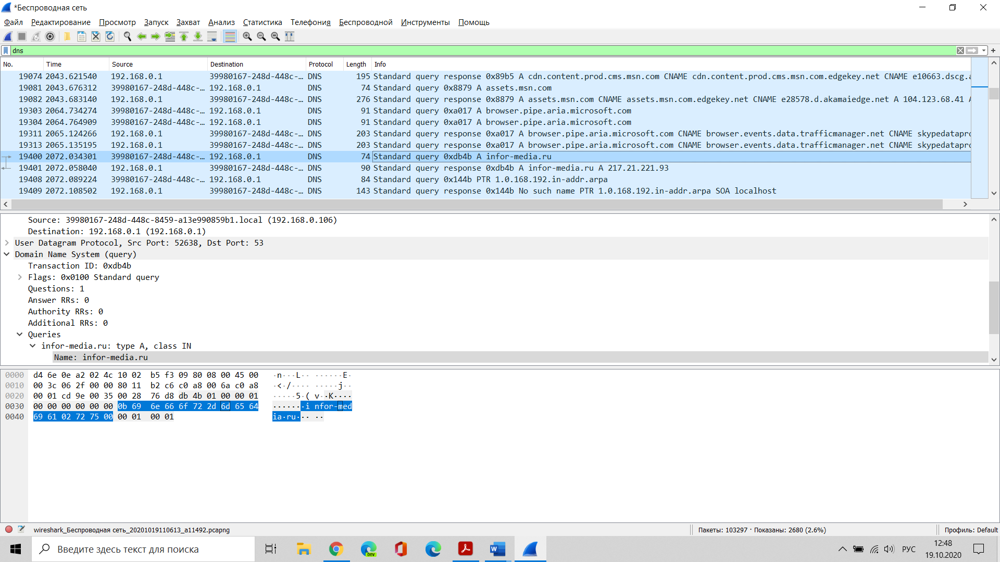 *Беспроводная сеть
Файл Редактирование Просмотр Запуск Захват Анализ Статистика Телефония Беспроводной Инструменты Помощь
dns
No. Time Source Destination Protocol Length Info
19074 2043.621540 192.168.0.1 39980167-248d-448c-… DNS 195 Standard query response 0x89b5 A cdn.content.prod.cms.msn.com CNAME cdn.content.prod.cms.msn.com.edgekey.net CNAME e10663.dscg.a
19081 2043.676312 39980167-248d-448c-… 192.168.0.1 DNS 74 Standard query 0x8879 A assets.msn.com
19082 2043.683140 192.168.0.1 39980167-248d-448c-… DNS 276 Standard query response 0x8879 A assets.msn.com CNAME assets.msn.com.edgekey.net CNAME e28578.d.akamaiedge.net A 104.123.68.41 A
19303 2064.734274 39980167-248d-448c-… 192.168.0.1 DNS 91 Standard query 0xa017 A browser.pipe.aria.microsoft.com
19304 2064.764909 39980167-248d-448c-… 192.168.0.1 DNS 91 Standard query 0xa017 A browser.pipe.aria.microsoft.com
19311 2065.124266 192.168.0.1 39980167-248d-448c-… DNS 203 Standard query response 0xa017 A browser.pipe.aria.microsoft.com CNAME browser.events.data.trafficmanager.net CNAME skypedatapro
19313 2065.135195 192.168.0.1 39980167-248d-448c-… DNS 203 Standard query response 0xa017 A browser.pipe.aria.microsoft.com CNAME browser.events.data.trafficmanager.net CNAME skypedatapro
19400 2072.034301 39980167-248d-448c-… 192.168.0.1 DNS 74 Standard query 0xdb4b A infor-media.ru
19401 2072.058040 192.168.0.1 39980167-248d-448c-… DNS 90 Standard query response 0xdb4b A infor-media.ru A 217.21.221.93
19408 2072.089224 39980167-248d-448c-… 192.168.0.1 DNS 84 Standard query 0x144b PTR 1.0.168.192.in-addr.arpa
19409 2072.108502 192.168.0.1 39980167-248d-448c-… DNS 143 Standard query response 0x144b No such name PTR 1.0.168.192.in-addr.arpa SOA localhost
Source: 39980167-248d-448c-8459-a13e990859b1.local (192.168.0.106)
Destination: 192.168.0.1 (192.168.0.1)
User Datagram Protocol, Src Port: 52638, Dst Port: 53
Domain Name System (query)
Transaction ID: 0xdb4b
Flags: 0x0100 Standard query
Questions: 1
Answer RRs: 0
Authority RRs: 0
Additional RRs: 0
Queries
infor-media.ru: type A, class IN
Name: infor-media.ru
0000 d4 6e 0e a2 02 4c 10 02 b5 f3 09 80 08 00 45 00 ·n···L·· ······E·
0010 00 3c 06 2f 00 00 80 11 b2 c6 c0 a8 00 6a c0 a8 ·<·/···· ·····j··
0020 00 01 cd 9e 00 35 00 28 76 d8 db 4b 01 00 00 01 ·····5·( v··K····
0030 00 00 00 00 00 00 0b 69 6e 66 6f 72 2d 6d 65 64 ·······i nfor-med
0040 69 61 02 72 75 00 00 01 00 01 ia·ru··· ··
wireshark_Беспроводная сеть_20201019110613_a11492.pcapng
Пакеты: 103297 · Показаны: 2680 (2.6%)
Профиль: Default
Введите здесь текст для поиска
DEV
W
РУС
12:48
19.10.2020